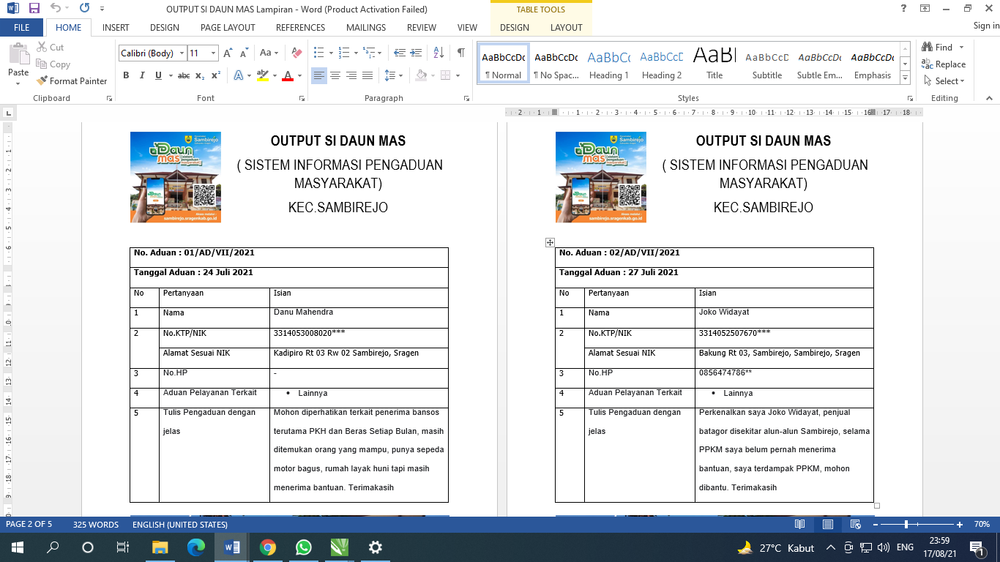 OUTPUT SI DAUN MAS Lampiran - Word (Product Activation Failed)
TABLE TOOLS
?
FILE
HOME
INSERT
DESIGN
PAGE LAYOUT
REFERENCES
MAILINGS
REVIEW
VIEW
DESIGN
LAYOUT
Sign in
Paste
Cut
Copy
Format Painter
Clipboard
Calibri (Body)
11
Font
Paragraph
AaBbCcDc
¶ Normal
AaBbCcDc
¶ No Spac...
AaBbCc
Heading 1
AaBbCcD
Heading 2
AaBl
Title
AaBbCcD
Subtitle
AaBbCcDc
Subtle Em...
AaBbCcDc
Emphasis
Styles
Find
Replace
Select
Editing
Sambirejo
Daun
mas
sambirejo.sragenkab.go.id
OUTPUT SI DAUN MAS
( SISTEM INFORMASI PENGADUAN
MASYARAKAT)
KEC.SAMBIREJO
No. Aduan : 01/AD/VII/2021
Tanggal Aduan : 24 Juli 2021
No Pertanyaan Isian
1 Nama Danu Mahendra
2 No.KTP/NIK 3314053008020***
Alamat Sesuai NIK Kadipiro Rt 03 Rw 02 Sambirejo, Sragen
3 No.HP -
4 Aduan Pelayanan Terkait • Lainnya
5 Tulis Pengaduan dengan
jelas
Mohon diperhatikan terkait penerima bansos
terutama PKH dan Beras Setiap Bulan, masih
ditemukan orang yang mampu, punya sepeda
motor bagus, rumah layak huni tapi masih
menerima bantuan. Terimakasih
Sambirejo
Daun
mas
sambirejo.sragenkab.go.id
OUTPUT SI DAUN MAS
( SISTEM INFORMASI PENGADUAN
MASYARAKAT)
KEC.SAMBIREJO
No. Aduan : 02/AD/VII/2021
Tanggal Aduan : 27 Juli 2021
No Pertanyaan Isian
1 Nama Joko Widayat
2 No.KTP/NIK 3314052507670***
Alamat Sesuai NIK Bakung Rt 03, Sambirejo, Sambirejo, Sragen
3 No.HP 0856474786**
4 Aduan Pelayanan Terkait • Lainnya
5 Tulis Pengaduan dengan
jelas
Perkenalkan saya Joko Widayat, penjual
batagor disekitar alun-alun Sambirejo, selama
PPKM saya belum pernah menerima
bantuan, saya terdampak PPKM, mohon
dibantu. Terimakasih
PAGE 2 OF 5
325 WORDS
ENGLISH (UNITED STATES)
70%
27°C Kabut
ENG
23:59
17/08/21
1